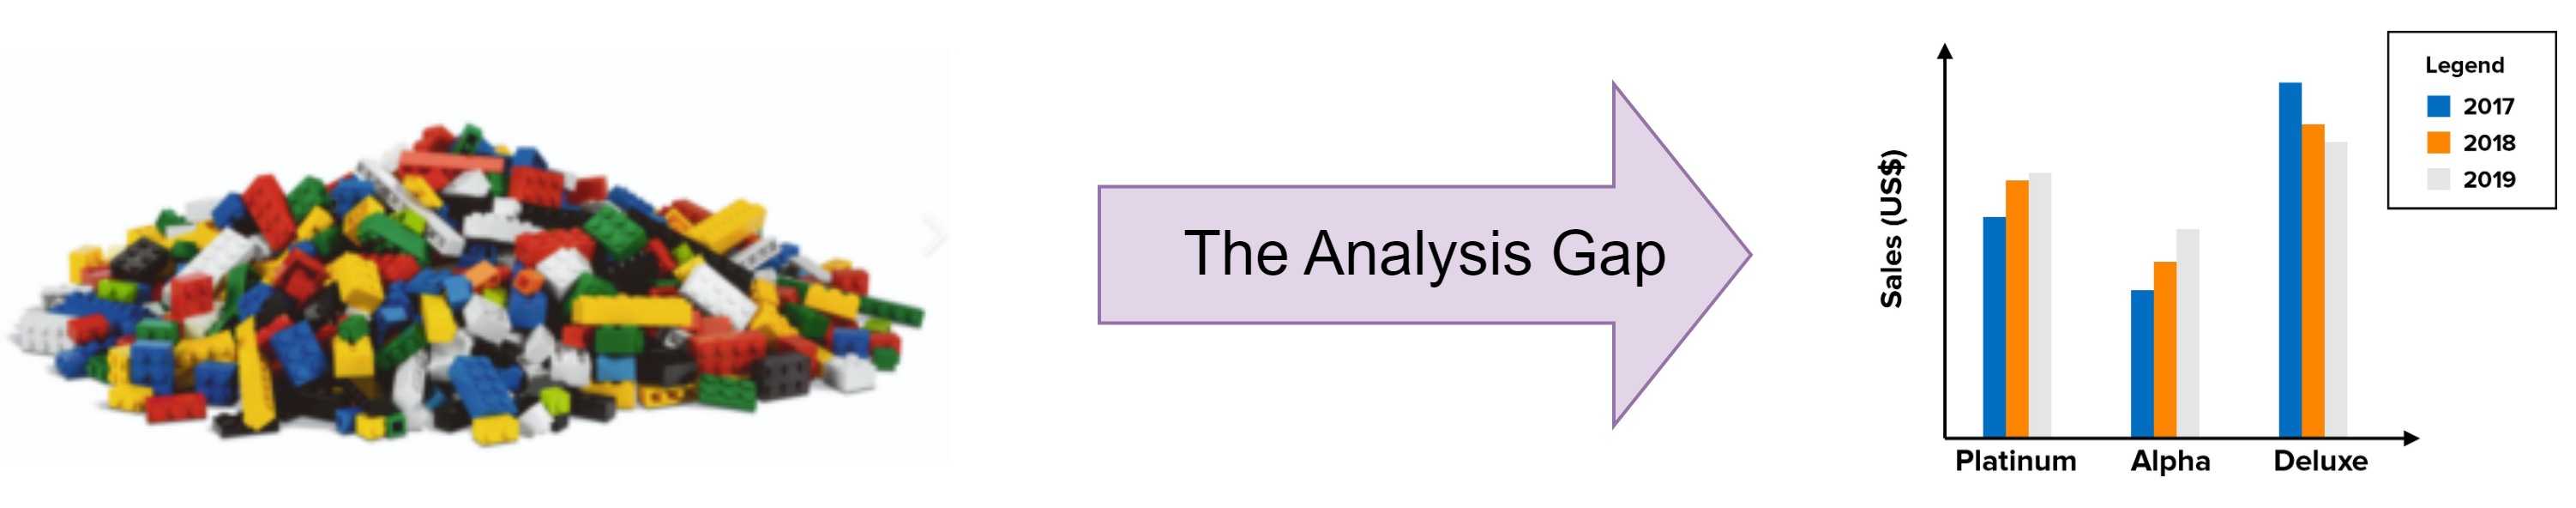 The Analysis Gap
Sales (US$)
Platinum
Alpha
Deluxe
Legend
2017
2018
2019